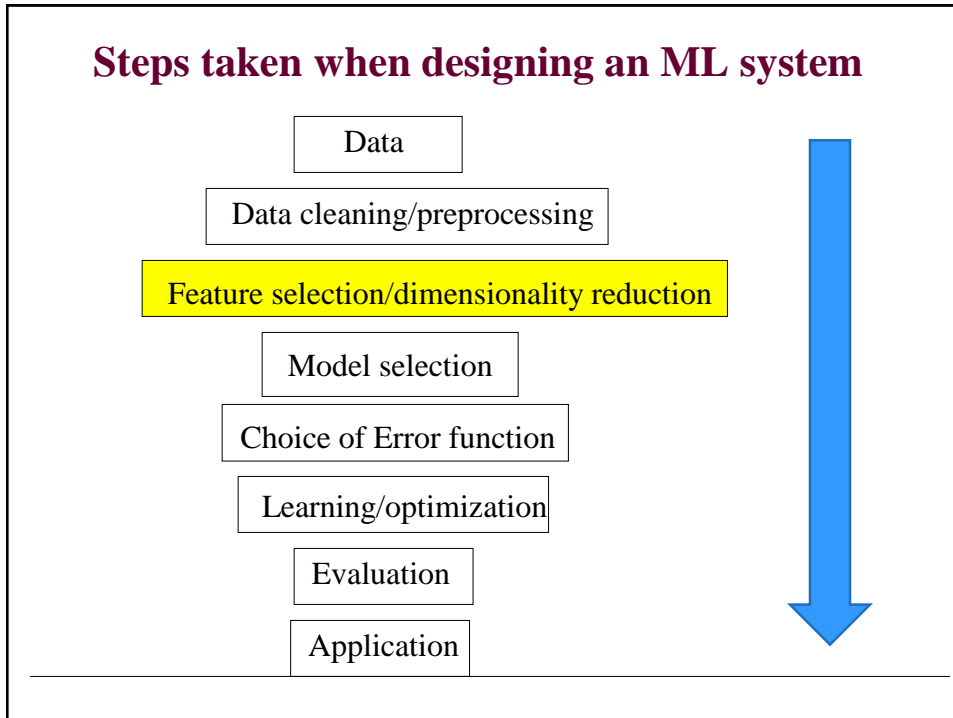 Steps taken when designing an ML system
Data
Data cleaning/preprocessing
Feature selection/dimensionality reduction
Model selection
Choice of Error function
Learning/optimization
Evaluation
Application